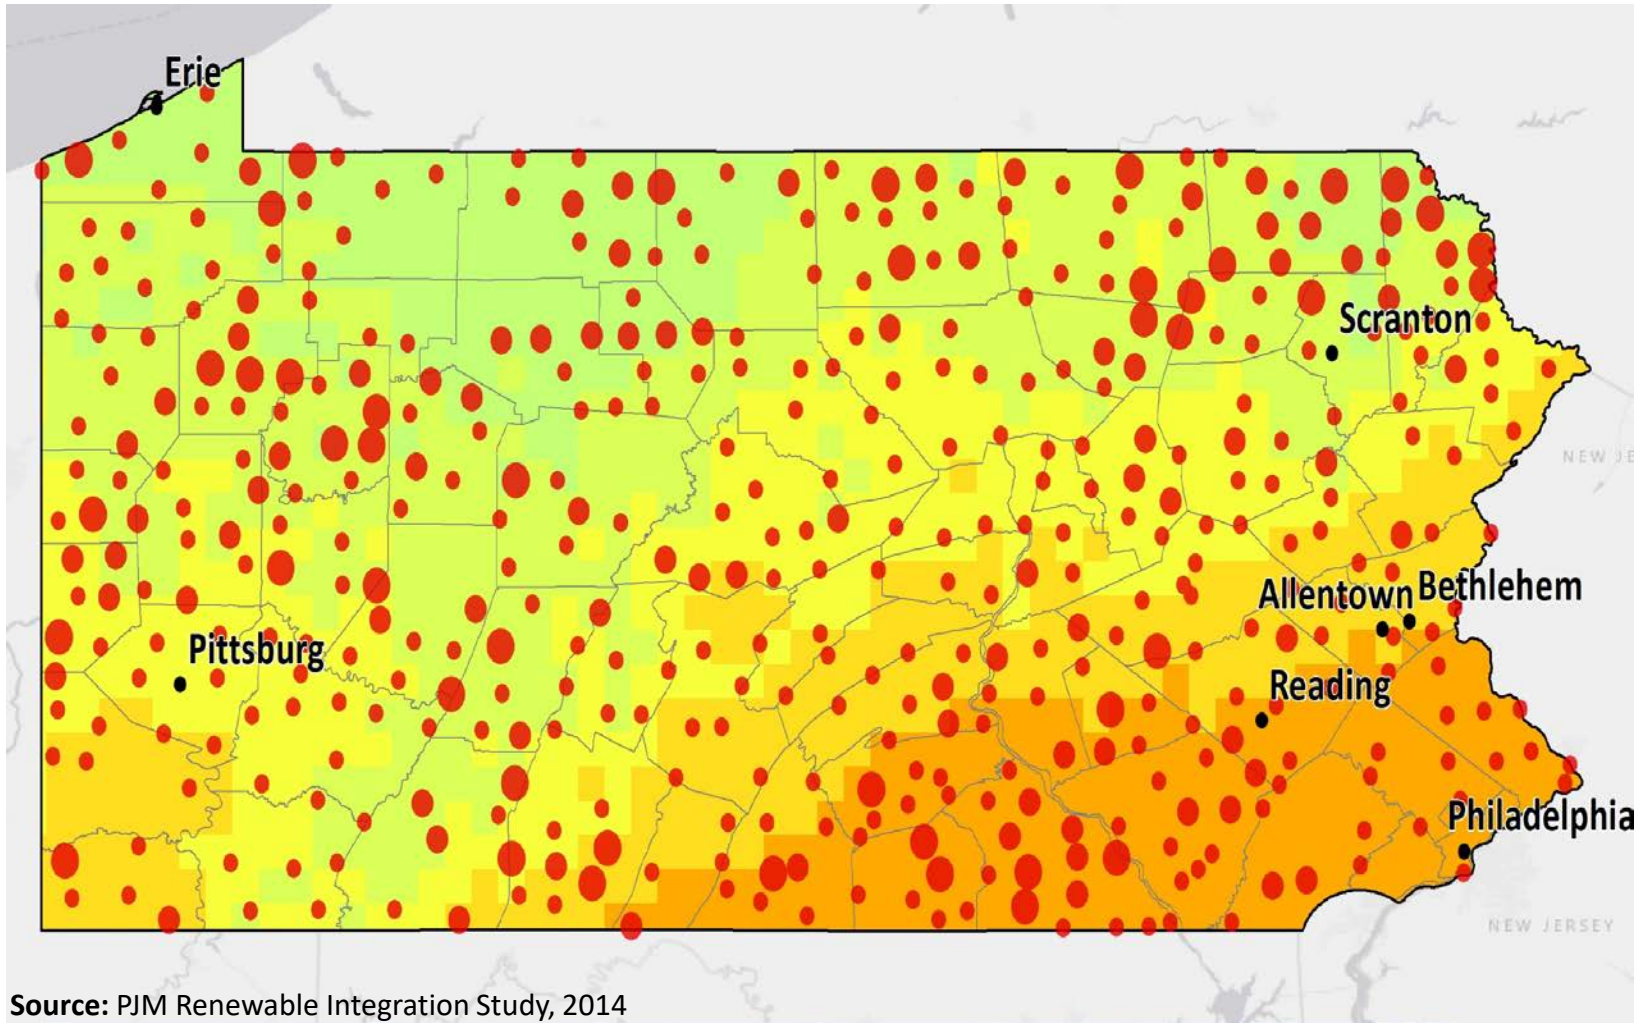 Erie
Scranton
NEW JE
Allentown Bethlehem
Pittsburg
Reading
Philadelphia
NEW JERSEY
Source: PJM Renewable Integration Study, 2014